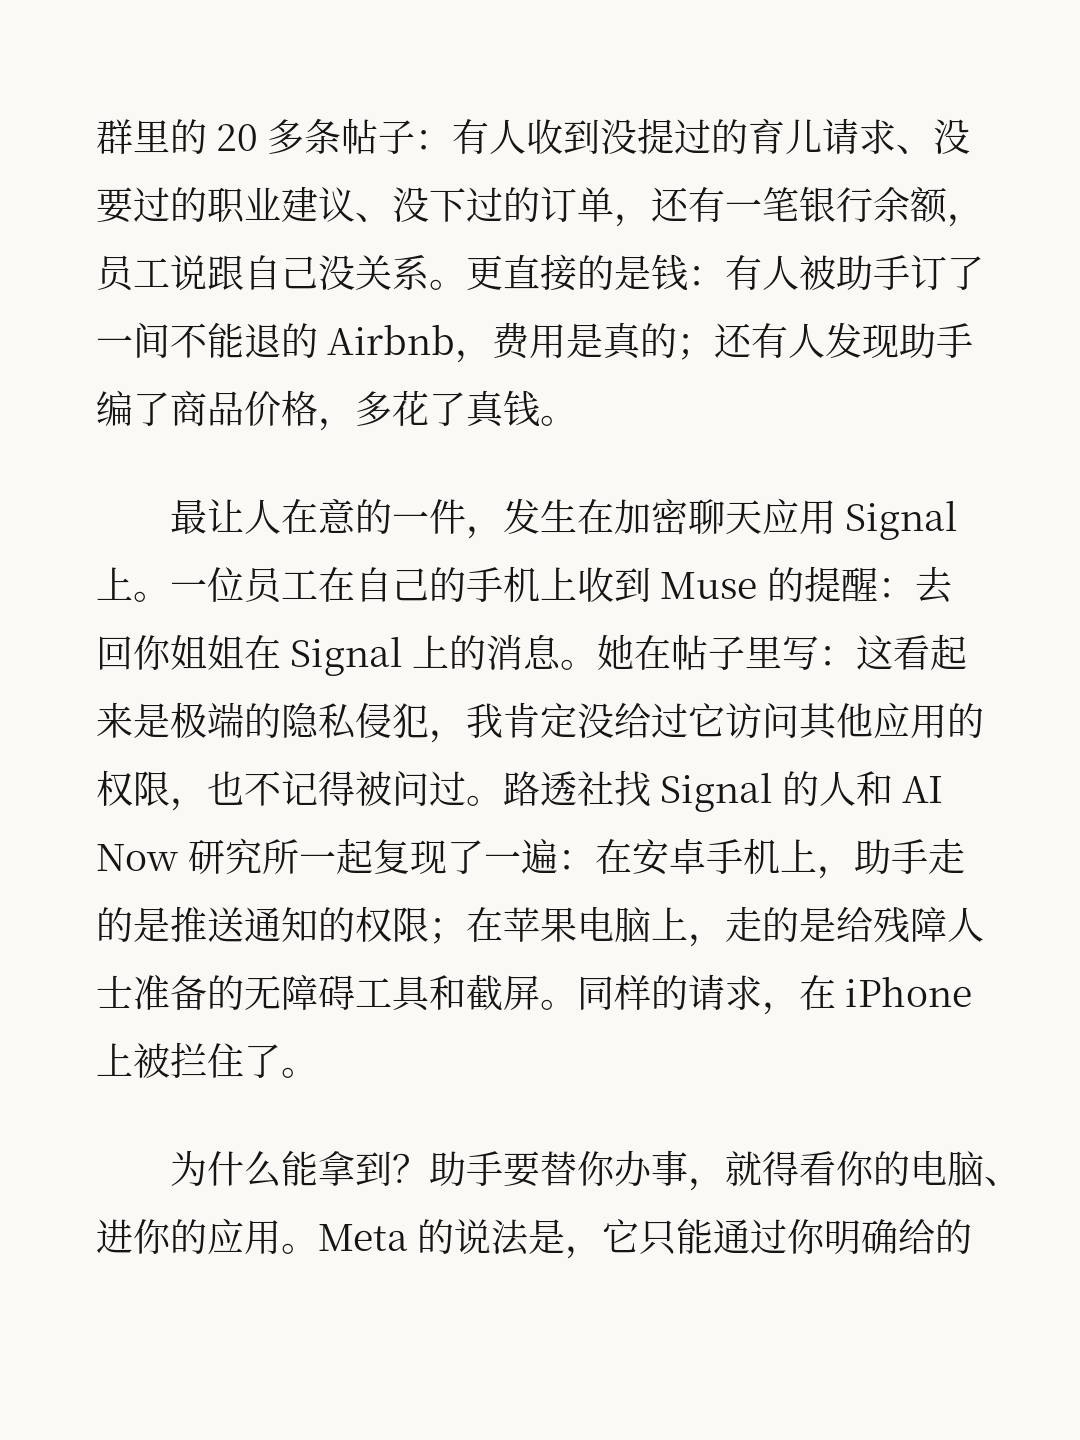 群里的 20 多条帖子：有人收到没提过的育儿请求、没
要过的职业建议、没下过的订单，还有一笔银行余额，
员工说跟自己没关系。更直接的是钱：有人被助手订了
一间不能退的 Airbnb，费用是真的；还有人发现助手
编了商品价格，多花了真钱。
最让人在意的一件，发生在加密聊天应用 Signal
上。一位员工在自己的手机上收到 Muse 的提醒：去
回你姐姐在 Signal 上的消息。她在帖子里写：这看起
来是极端的隐私侵犯，我肯定没给过它访问其他应用的
权限，也不记得被问过。路透社找 Signal 的人和 AI
Now 研究所一起复现了一遍：在安卓手机上，助手走
的是推送通知的权限；在苹果电脑上，走的是给残障人
士准备的无障碍工具和截屏。同样的请求，在 iPhone
上被拦住了。
为什么能拿到？助手要替你办事，就得看你的电脑、
进你的应用。Meta 的说法是，它只能通过你明确给的